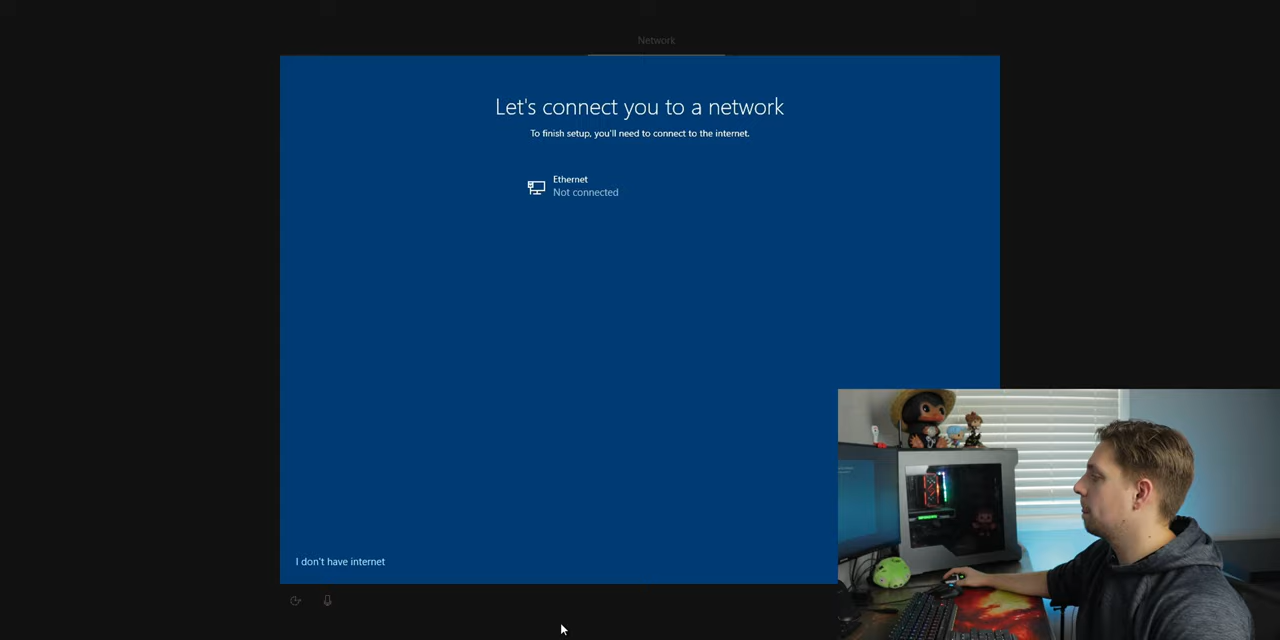 Network
Let's connect you to a network
To finish setup, you'll need to connect to the internet.
Ethernet
Not connected
I don't have internet